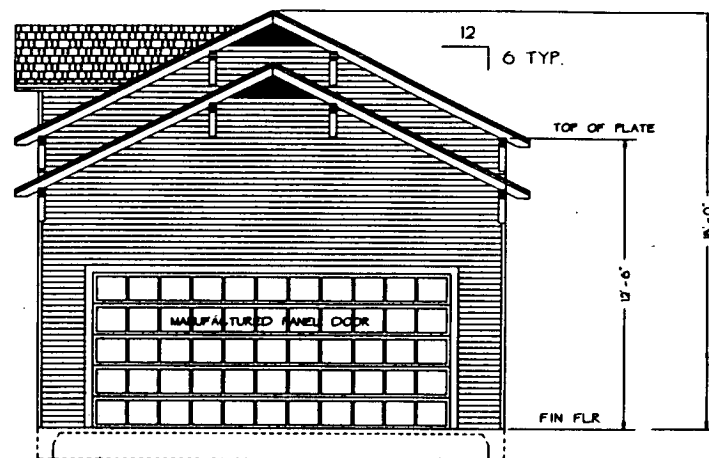 12
6 TYP.
TOP OF PLATE
12'-6"
MANUFACTURED PANEL DOOR
FIN FLR